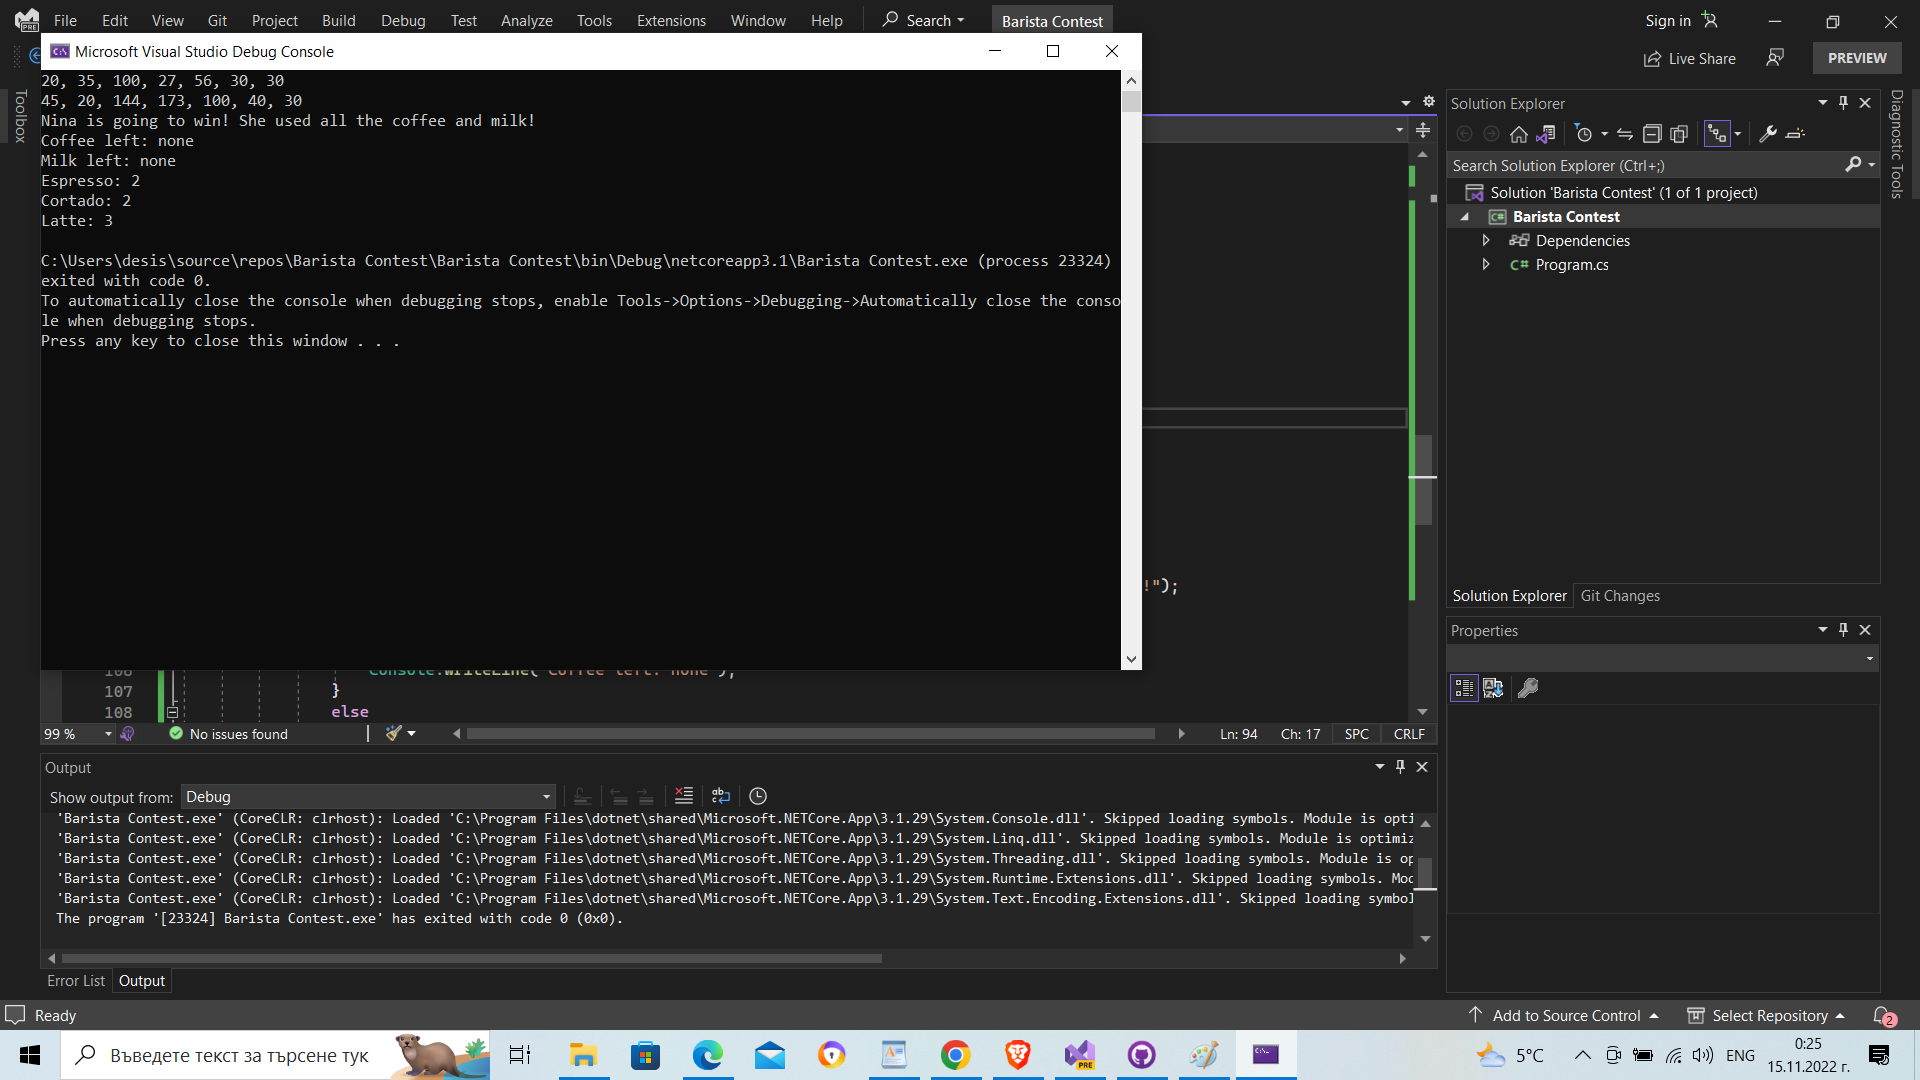 File Edit View Git Project Build Debug Test Analyze Tools Extensions Window Help Search Barista Contest Sign in
Microsoft Visual Studio Debug Console
Live Share PREVIEW
20, 35, 100, 27, 56, 30, 30
45, 20, 144, 173, 100, 40, 30
Nina is going to win! She used all the coffee and milk!
Coffee left: none
Milk left: none
Espresso: 2
Cortado: 2
Latte: 3
C:\Users\desis\source\repos\Barista Contest\Barista Contest\bin\Debug\netcoreapp3.1\Barista Contest.exe (process 23324)
exited with code 0.
To automatically close the console when debugging stops, enable Tools->Options->Debugging->Automatically close the conso
le when debugging stops.
Press any key to close this window . . .
Toolbox
Solution Explorer
Search Solution Explorer (Ctrl+;)
Solution 'Barista Contest' (1 of 1 project)
Barista Contest
Dependencies
C# Program.cs
Diagnostic Tools
Solution Explorer Git Changes
Properties
!");
106 Console.WriteLine("Coffee left: none");
107 }
108 else
99 % No issues found Ln: 94 Ch: 17 SPC CRLF
Output
Show output from: Debug
'Barista Contest.exe' (CoreCLR: clrhost): Loaded 'C:\Program Files\dotnet\shared\Microsoft.NETCore.App\3.1.29\System.Console.dll'. Skipped loading symbols. Module is opti
'Barista Contest.exe' (CoreCLR: clrhost): Loaded 'C:\Program Files\dotnet\shared\Microsoft.NETCore.App\3.1.29\System.Linq.dll'. Skipped loading symbols. Module is optimiz
'Barista Contest.exe' (CoreCLR: clrhost): Loaded 'C:\Program Files\dotnet\shared\Microsoft.NETCore.App\3.1.29\System.Threading.dll'. Skipped loading symbols. Module is op
'Barista Contest.exe' (CoreCLR: clrhost): Loaded 'C:\Program Files\dotnet\shared\Microsoft.NETCore.App\3.1.29\System.Runtime.Extensions.dll'. Skipped loading symbols. Mod
'Barista Contest.exe' (CoreCLR: clrhost): Loaded 'C:\Program Files\dotnet\shared\Microsoft.NETCore.App\3.1.29\System.Text.Encoding.Extensions.dll'. Skipped loading symbol
The program '[23324] Barista Contest.exe' has exited with code 0 (0x0).
Error List Output
Ready Add to Source Control Select Repository 2
Въведете текст за търсене тук PRE 5°C ENG 0:25
15.11.2022 г.